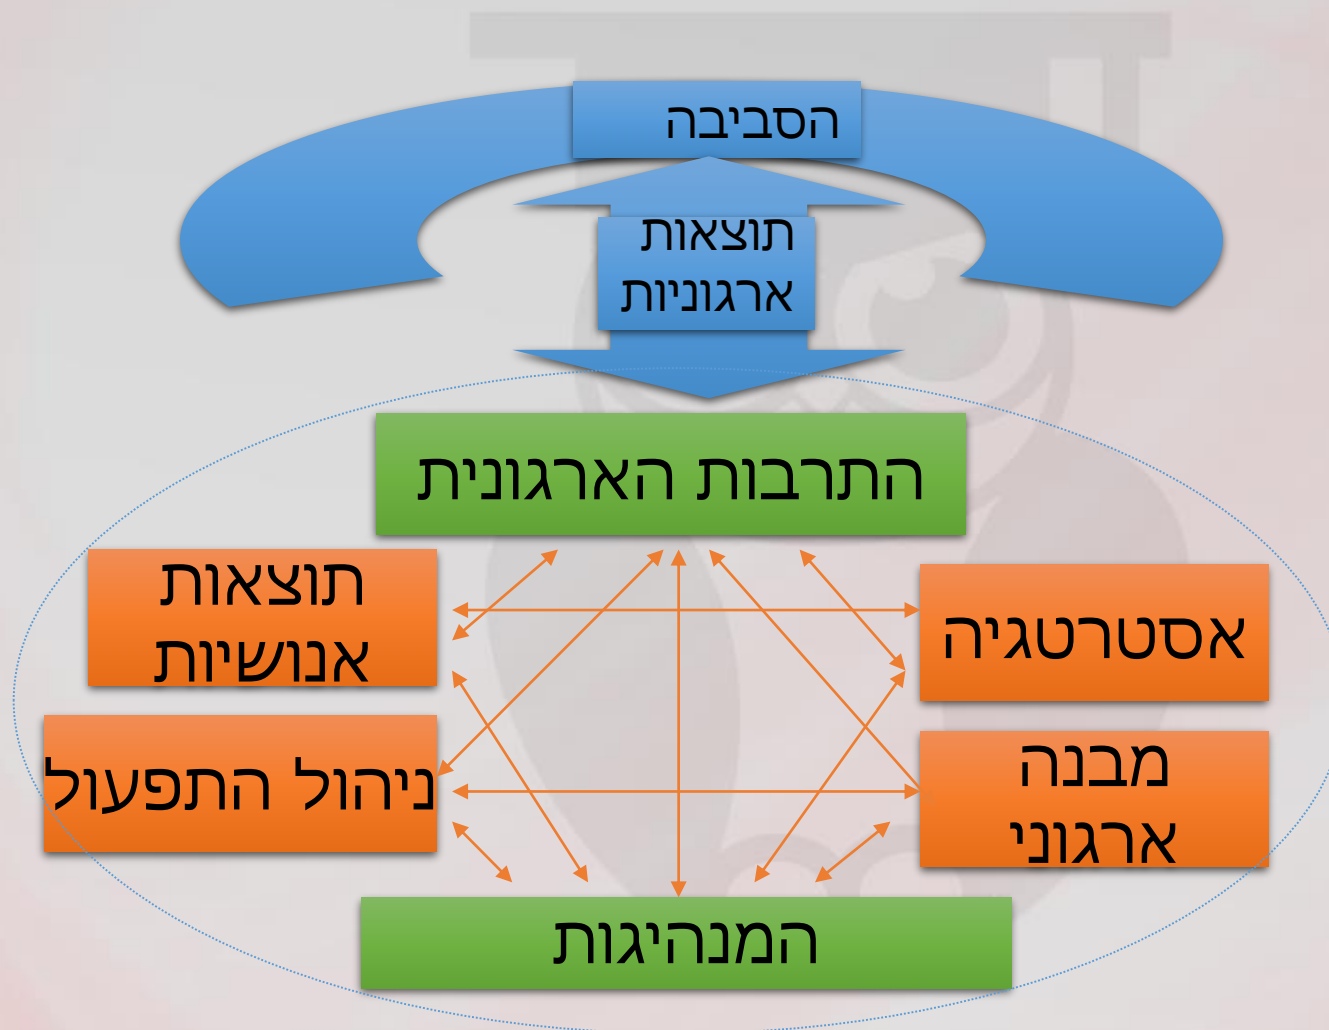 הסביבה
תוצאות
ארגוניות
התרבות הארגונית
אסטרטגיה
תוצאות
אנושיות
מבנה
ארגוני
ניהול התפעול
המנהיגות